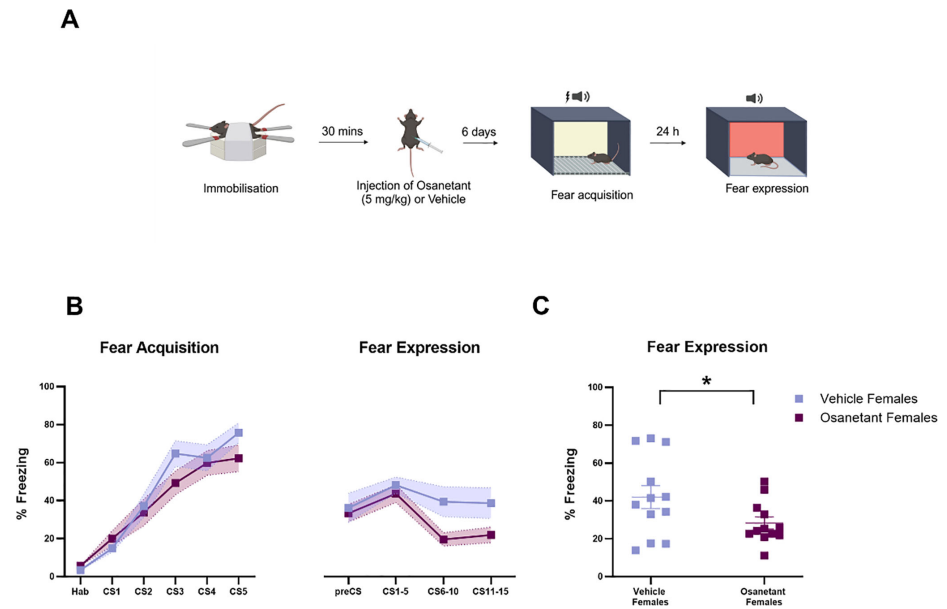 A
30 mins
6 days
24 h
Immobilisation
Injection of Osanetant
(5 mg/kg) or Vehicle
Fear acquisition
Fear expression
B
C
Fear Acquisition
Fear Expression
Fear Expression
% Freezing
100
80
60
40
20
0
Hab
CS1
CS2
CS3
CS4
CS5
preCS
CS1-5
CS6-10
CS11-15
% Freezing
100
80
60
40
20
0
*
Vehicle
Females
Osanetant
Females
Vehicle Females
Osanetant Females